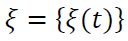 ξ = {ξ(t)}